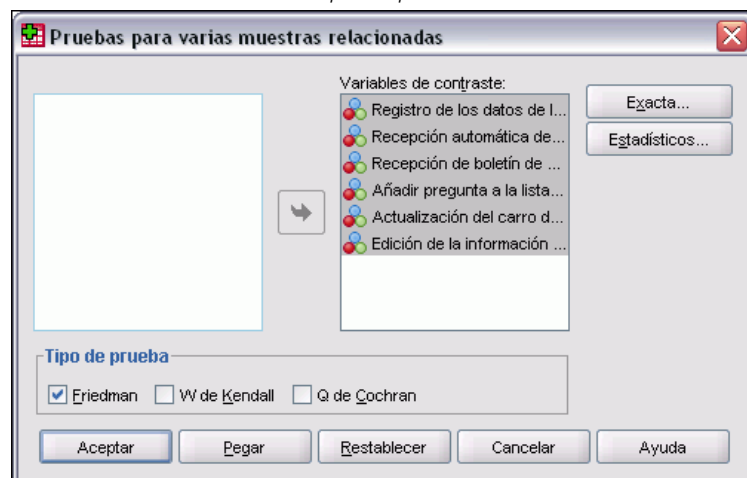 Pruebas para varias muestras relacionadas
Variables de contraste:
Registro de los datos de l...
Recepción automática de...
Recepción de boletín de ...
Añadir pregunta a la lista...
Actualización del carro d...
Edición de la información ...
Exacta...
Estadísticos...
Tipo de prueba
Friedman W de Kendall Q de Cochran
Aceptar Pegar Restablecer Cancelar Ayuda